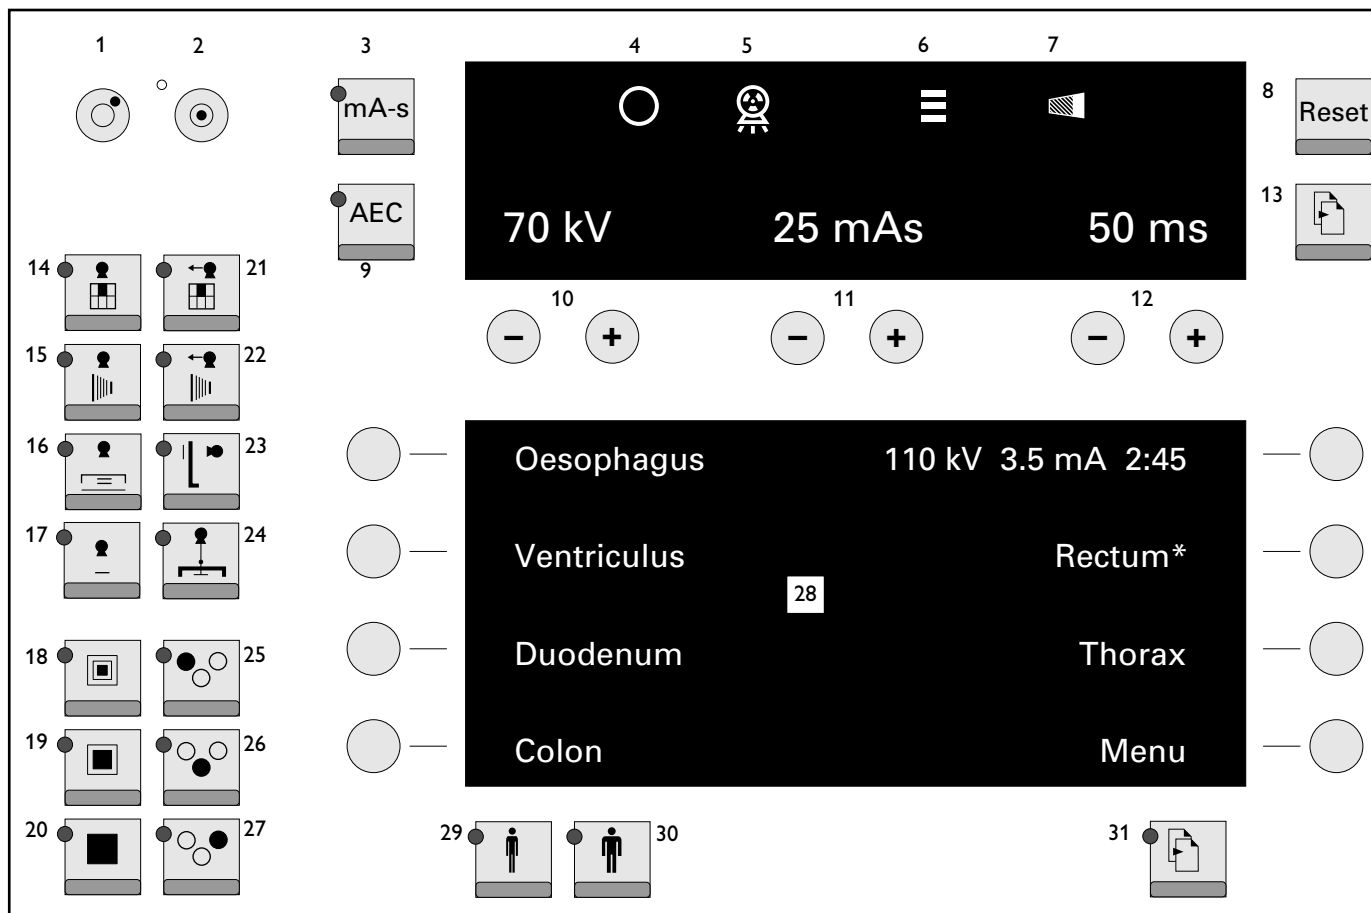 1 2 3 4 5 6 7
mA-s
8 Reset
AEC
9
70 kV 25 mAs 50 ms
13
14 21
10 11 12
− + − + − +
15 22
16 23
Oesophagus 110 kV 3.5 mA 2:45
17 24
Ventriculus Rectum*
28
18 25
Duodenum Thorax
19 26
Colon Menu
20 27
29 30 31